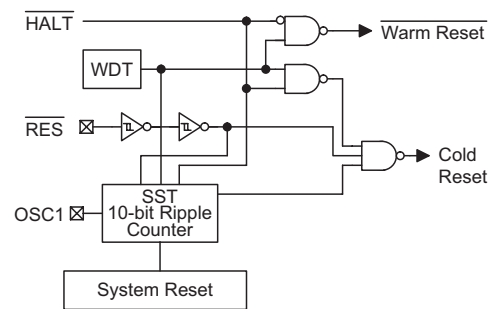 HALT
Warm Reset
WDT
RES
Cold
Reset
SST
10-bit Ripple
Counter
OSC1
System Reset